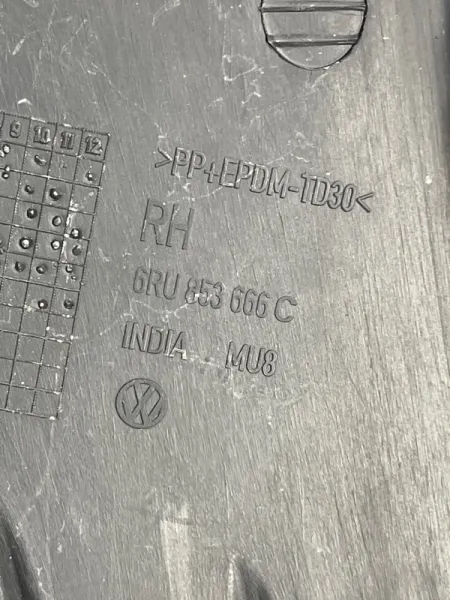 9 10 11 12
>PP+EPDM-TD30<
RH
6RU 853 666 C
INDIA MU8